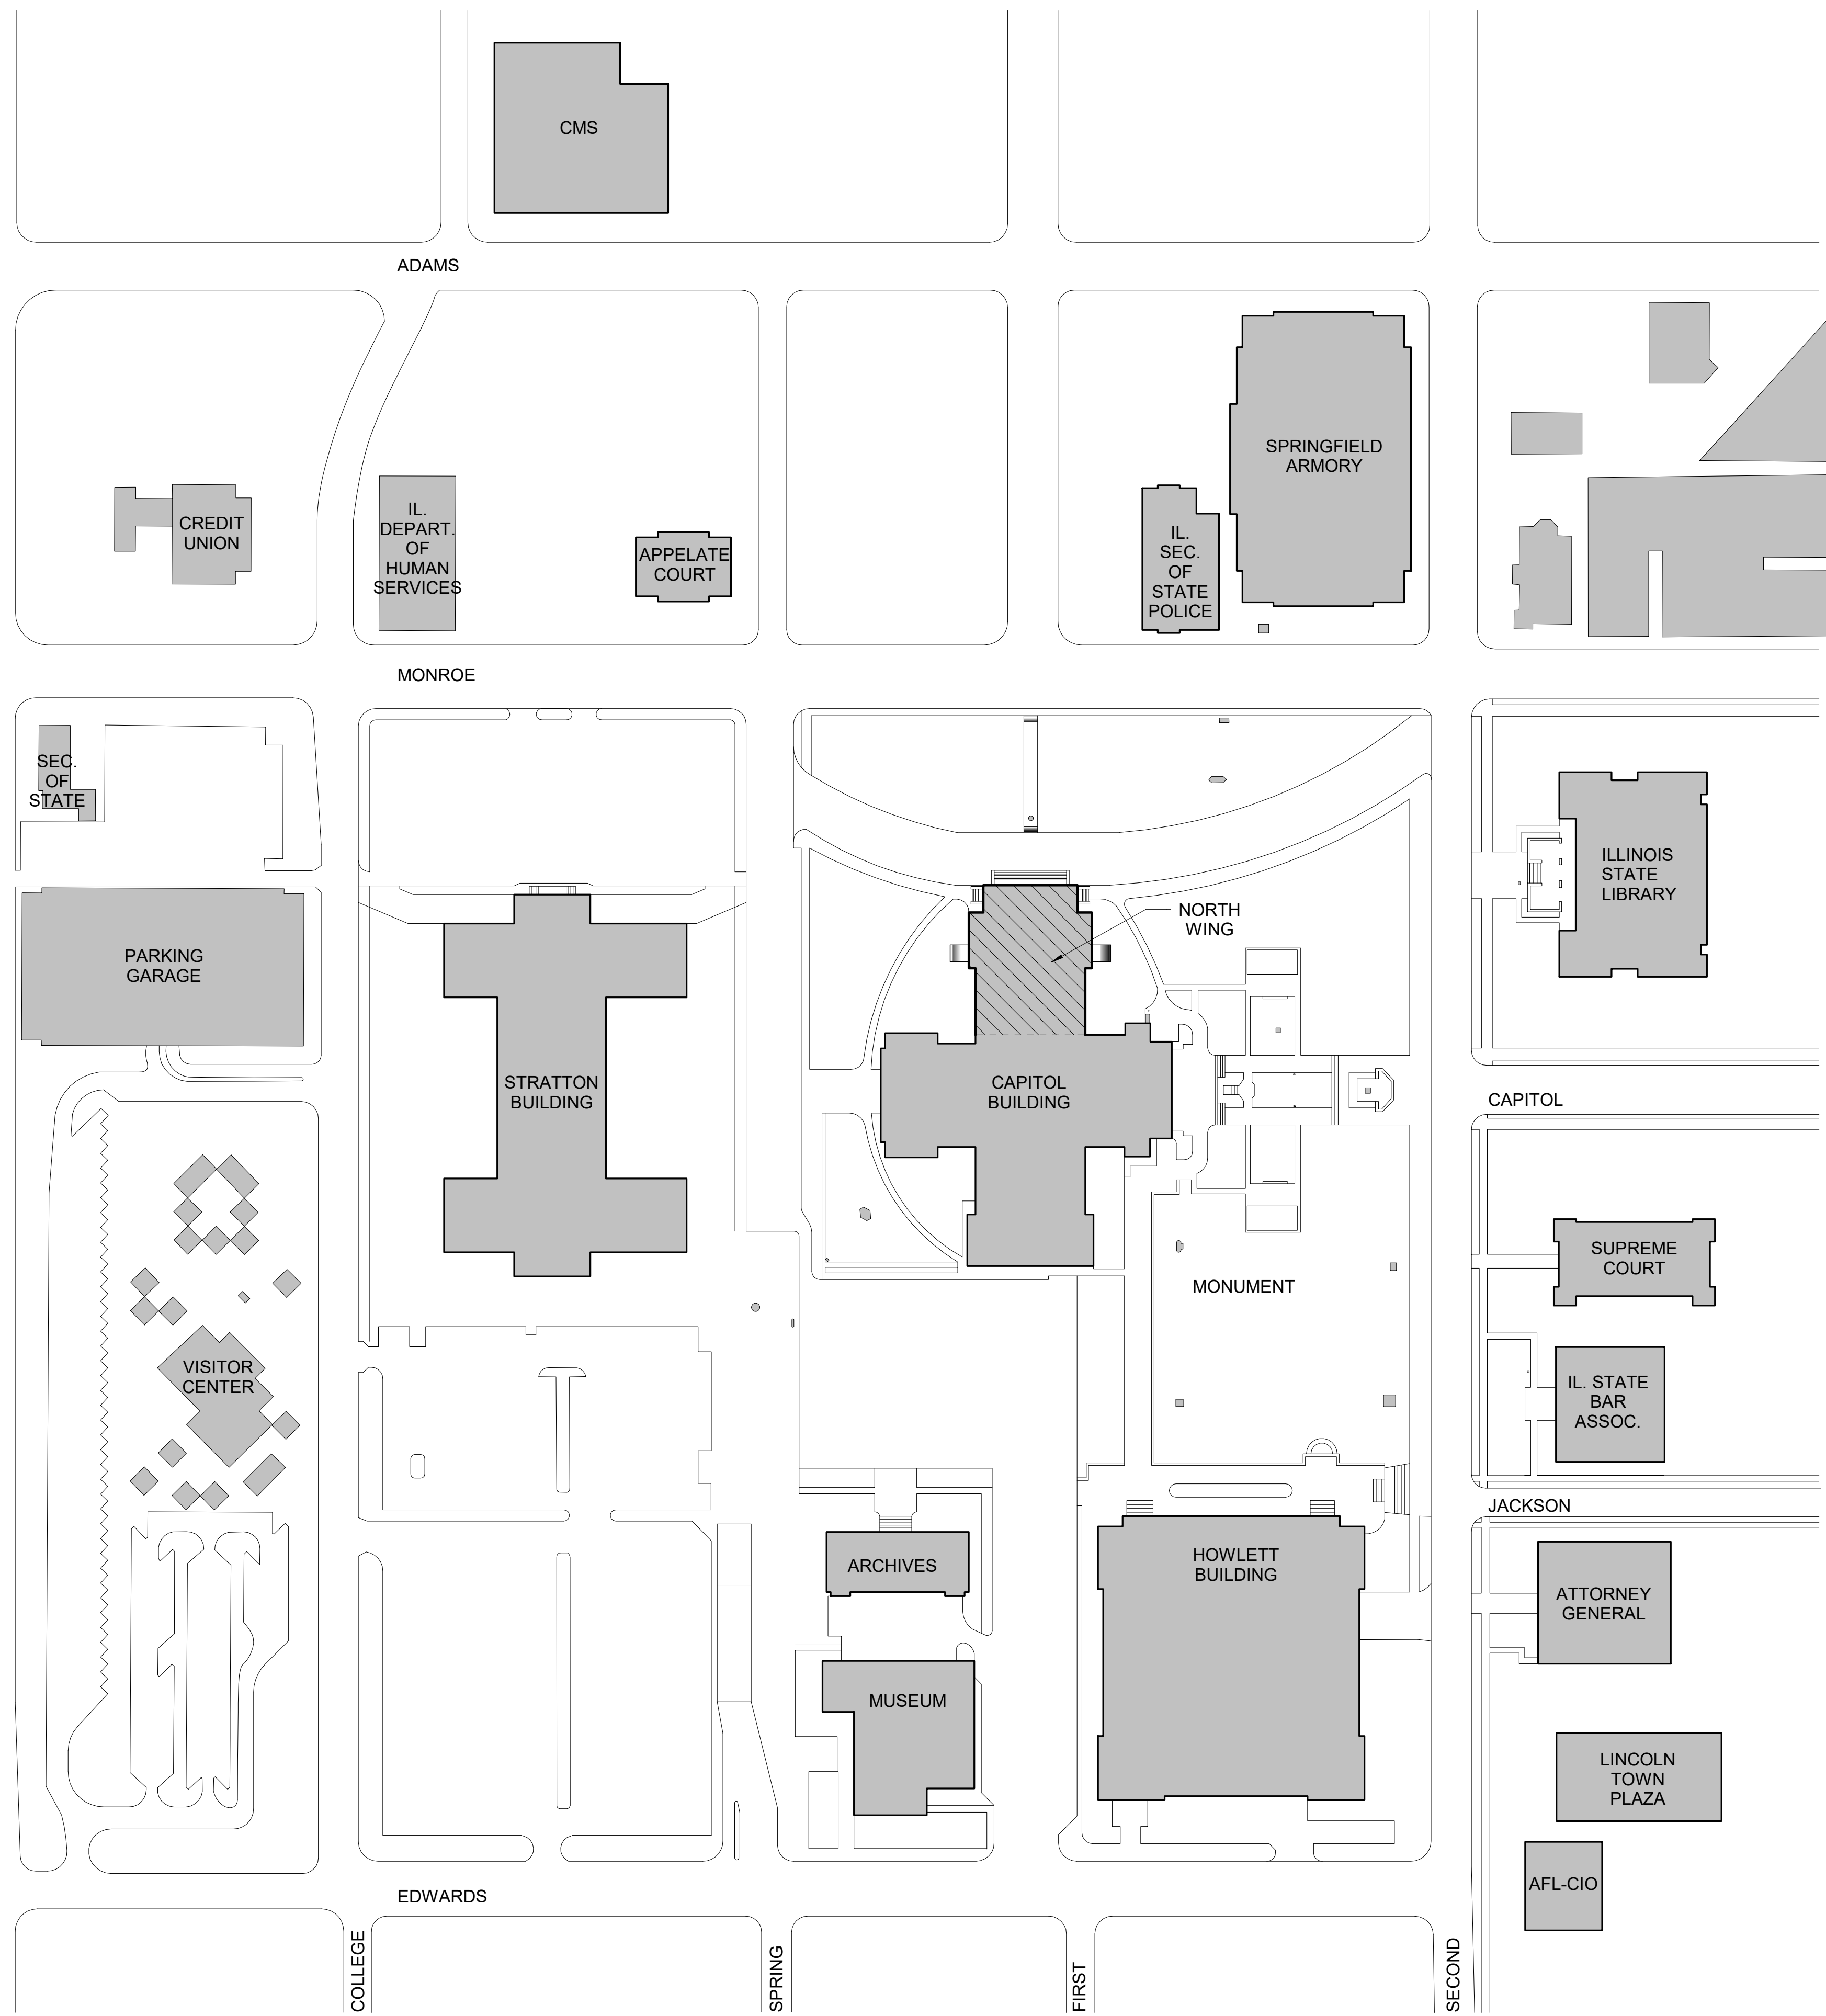 CMS
ADAMS
SPRINGFIELD
ARMORY
CREDIT
UNION
IL.
DEPART.
OF
HUMAN
SERVICES
APPELATE
COURT
IL.
SEC.
OF
STATE
POLICE
MONROE
SEC.
OF
STATE
ILLINOIS
STATE
LIBRARY
NORTH
WING
PARKING
GARAGE
STRATTON
BUILDING
CAPITOL
BUILDING
CAPITOL
SUPREME
COURT
MONUMENT
VISITOR
CENTER
IL. STATE
BAR
ASSOC.
JACKSON
ARCHIVES
HOWLETT
BUILDING
ATTORNEY
GENERAL
MUSEUM
LINCOLN
TOWN
PLAZA
AFL-CIO
EDWARDS
COLLEGE
SPRING
FIRST
SECOND